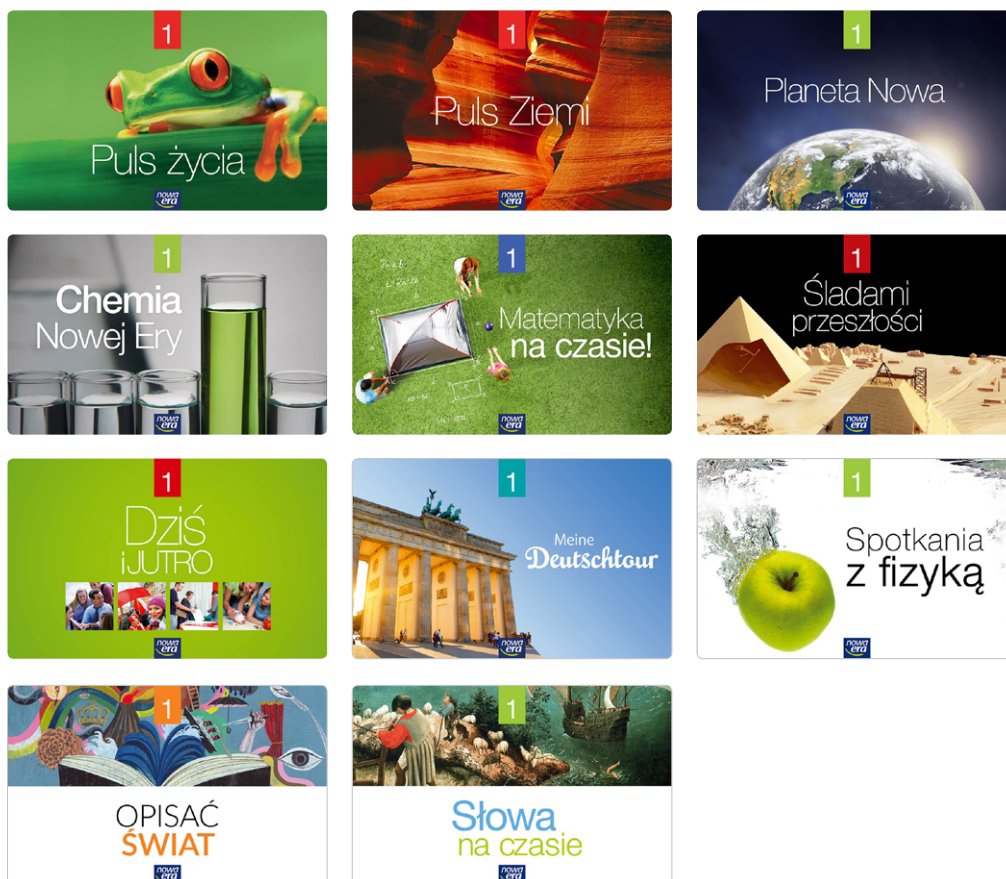 1
Puls życia
nowa
era
1
Puls Ziemi
nowa
era
1
Planeta Nowa
nowa
era
1
Chemia
Nowej Ery
nowa
era
1
Matematyka
na czasie!
nowa
era
1
Śladami
przeszłości
nowa
era
1
Dziś
i JUTRO
nowa
era
1
Meine
Deutschtour
nowa
era
1
Spotkania
z fizyką
nowa
era
1
OPISAĆ
ŚWIAT
nowa
era
1
Słowa
na czasie
nowa
era